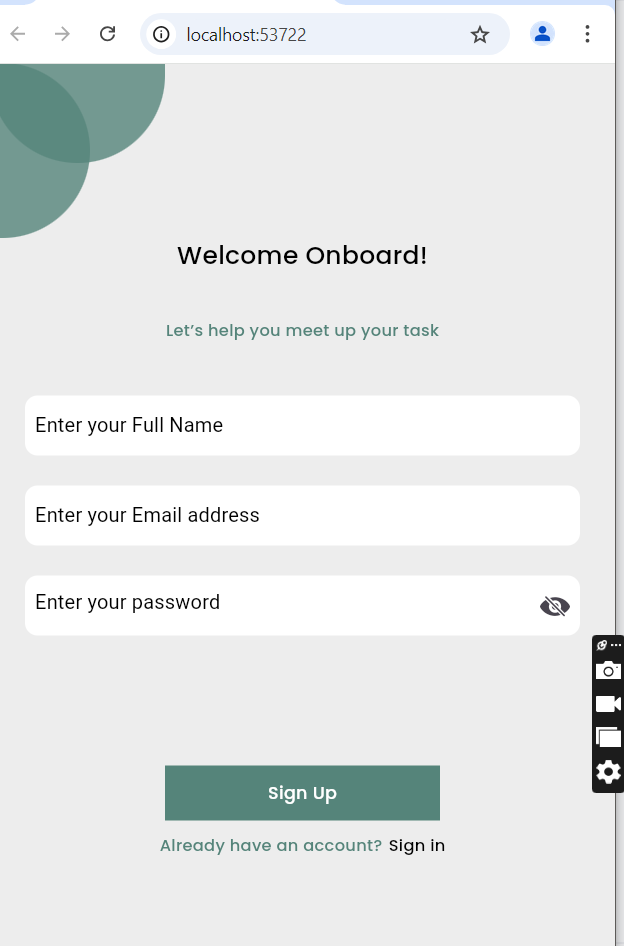 localhost:53722
Welcome Onboard!
Let’s help you meet up your task
Enter your Full Name
Enter your Email address
Enter your password
Sign Up
Already have an account? Sign in